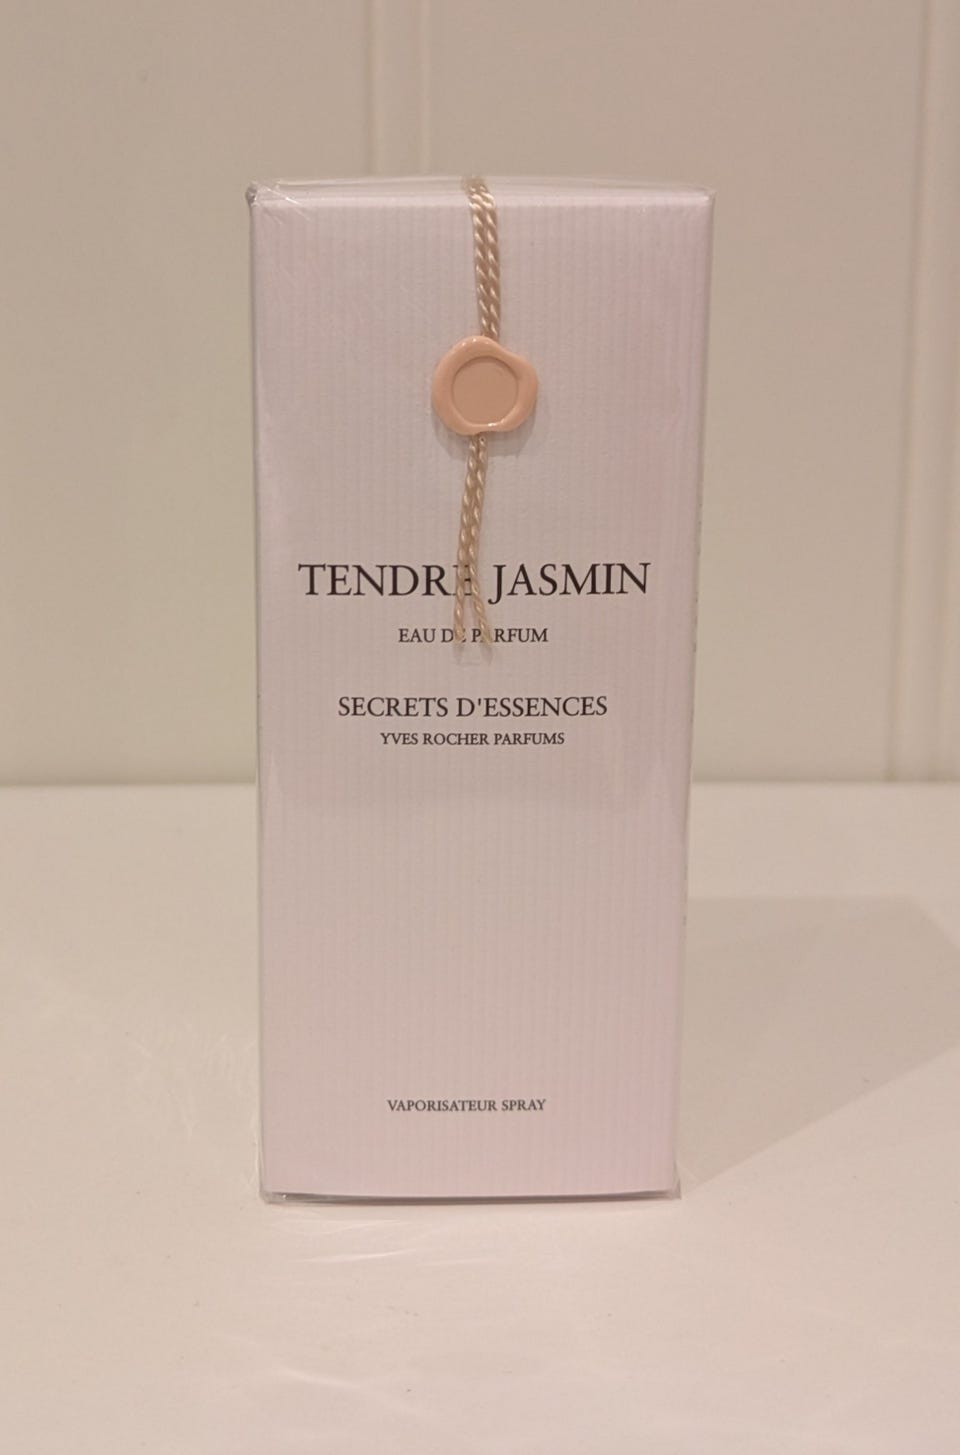 TENDRE JASMIN
EAU DE PARFUM
SECRETS D'ESSENCES
YVES ROCHER PARFUMS
VAPORISATEUR SPRAY